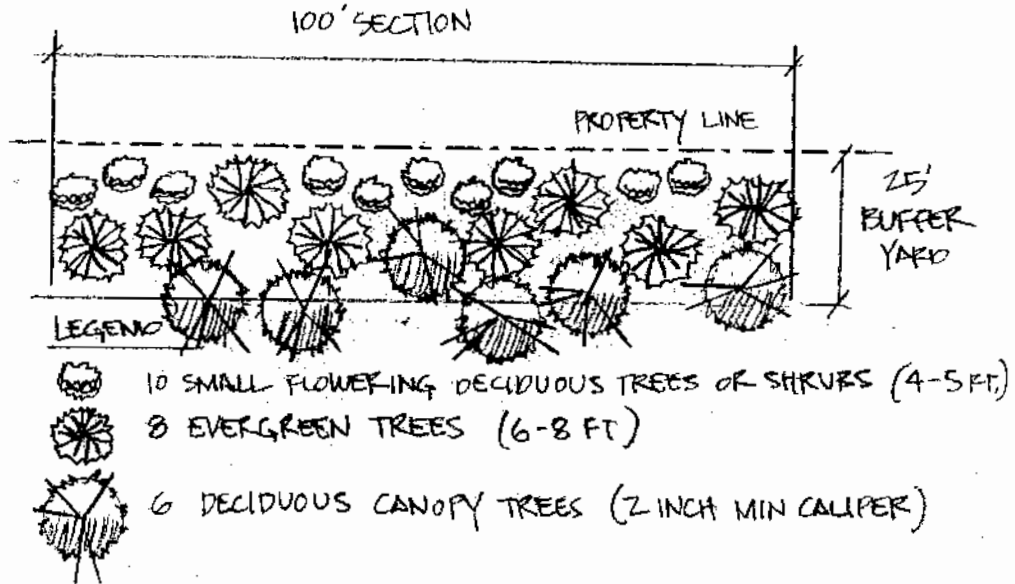 100' SECTION
PROPERTY LINE
25'
BUFFER
YARD
LEGEND
10 SMALL FLOWERING DECIDUOUS TREES OR SHRUBS (4-5 FT.)
8 EVERGREEN TREES (6-8 FT)
6 DECIDUOUS CANOPY TREES (2 INCH MIN CALIPER)